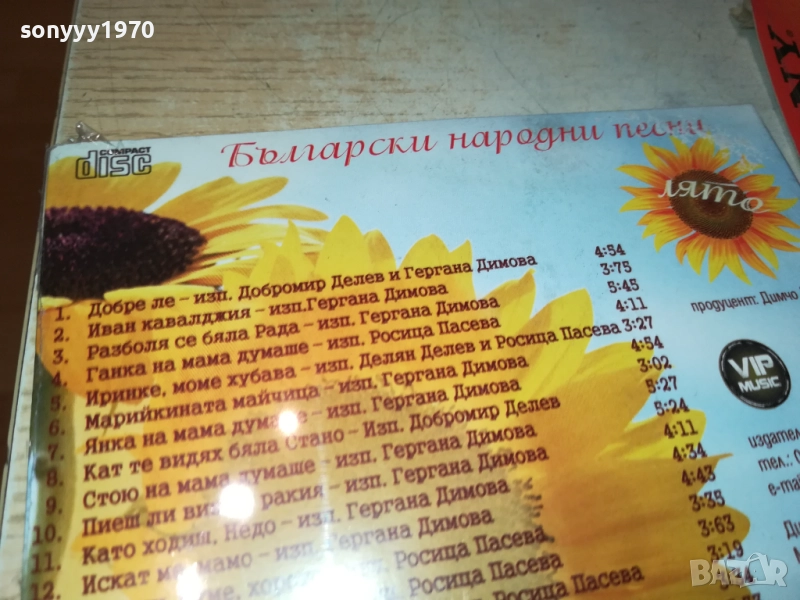 sonyyy1970
COMPACT
disc
Български народни песни
лято
1. Добре ле – изп. Добромир Делев и Гергана Димова 4:54
2. Иван кавалджия – изп.Гергана Димова 3:75
3. Разболя се бяла Рада – изп. Гергана Димова 5:45
4. Ганка на мама думаше – изп. Росица Пасева 4:11
5. Иринке, моме хубава – изп. Делян Делев и Росица Пасева 3:27
6. Марийкината майчица – изп. Гергана Димова 4:54
7. Янка на мама думаше – изп. Гергана Димова 3:02
8. Кат те видях бяла Стано – Изп. Добромир Делев 5:27
9. Стою на мама думаше – изп. Гергана Димова 5:24
10. Пиеш ли вино, ракия – изп. Гергана Димова 4:11
11. Като ходиш, Недо – изп. Гергана Димова 4:34
12. Искат ме мамо – изп. Гергана Димова 4:43
Росица Пасева 3:35
Росица Пасева 3:63
3:19
продуцент: Димчо
VIP
MUSIC
издател
тел.: 0
e-mai
NY
BAZAR